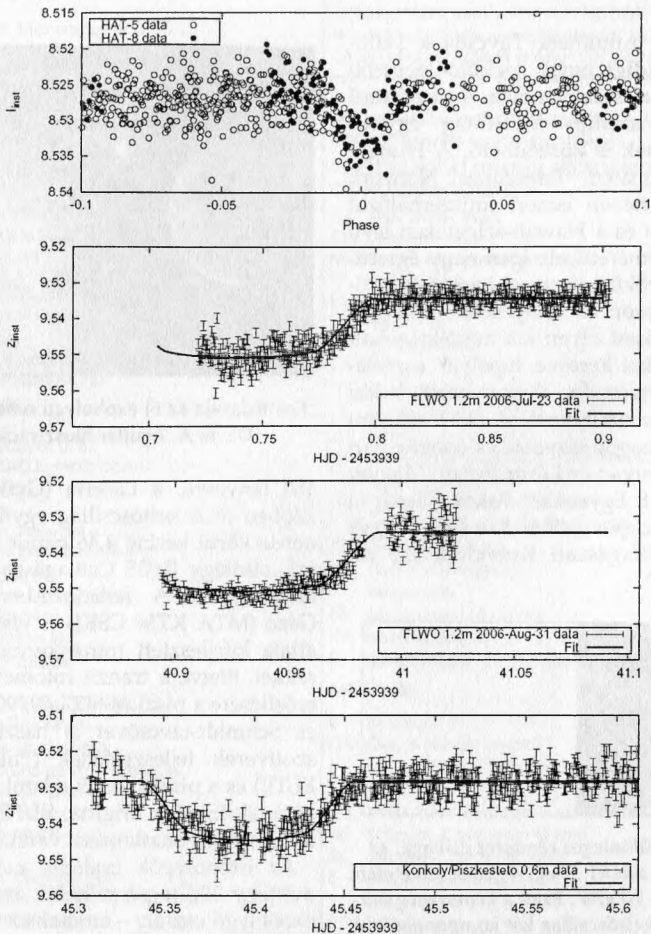 8.515
HAT-5 data
HAT-8 data
8.52
8.525
8.53
8.535
8.54
I_inst
-0.1 -0.05 0 0.05 0.1
Phase
9.52
9.53
9.54
9.55
9.56
9.57
z_inst
FLWO 1.2m 2006-Jul-23 data
Fit
0.7 0.75 0.8 0.85 0.9
HJD - 2453939
9.52
9.53
9.54
9.55
9.56
9.57
z_inst
FLWO 1.2m 2006-Aug-31 data
Fit
40.9 40.95 41 41.05 41.1
HJD - 2453939
9.51
9.52
9.53
9.54
9.55
9.56
z_inst
Konkoly/Piszkesteto 0.6m data
Fit
45.3 45.35 45.4 45.45 45.5 45.55 45.6
HJD - 2453939